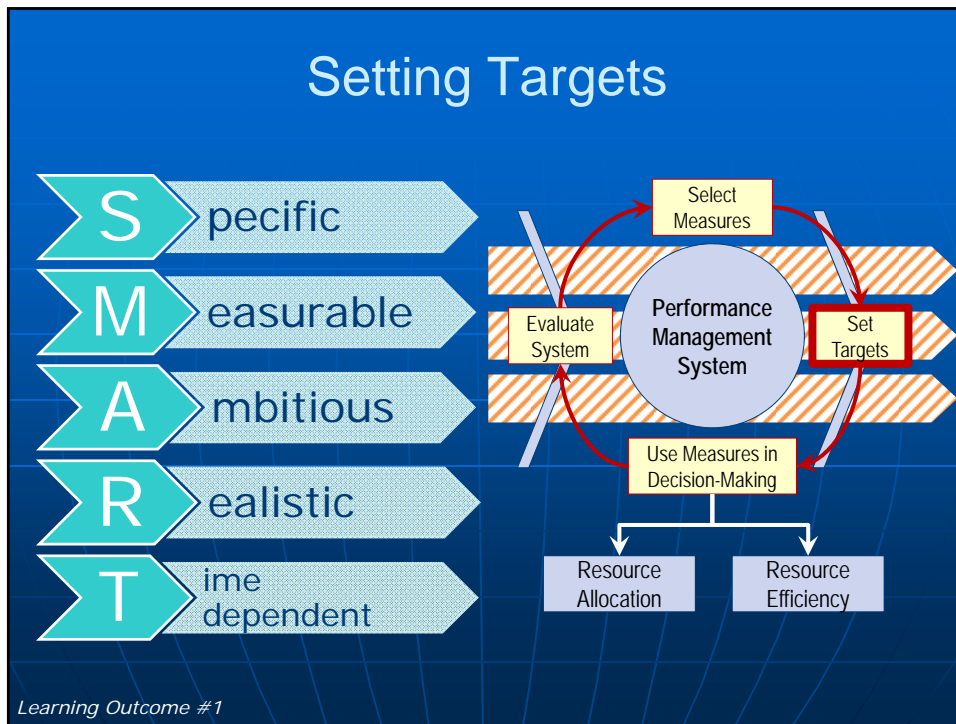 Setting Targets
S pecific
M easurable
A mbitious
R ealistic
T ime
dependent
Select
Measures
Set
Targets
Performance
Management
System
Evaluate
System
Use Measures in
Decision-Making
Resource
Allocation
Resource
Efficiency
Learning Outcome #1